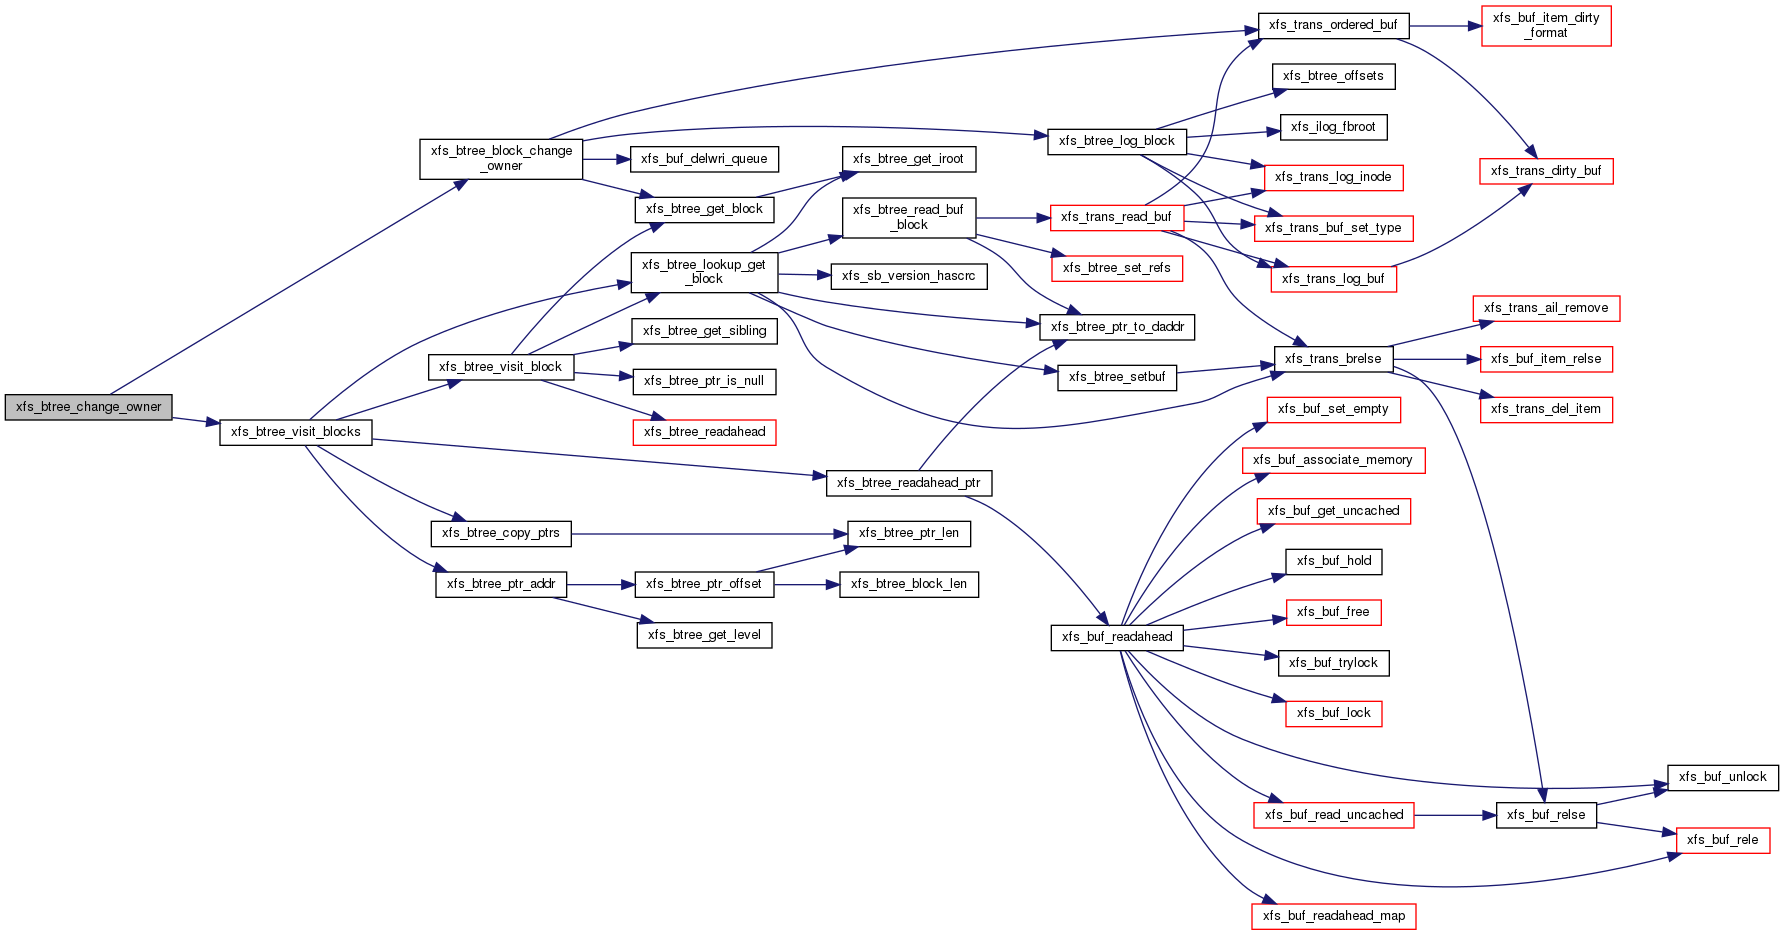 xfs_btree_change_owner
xfs_btree_block_change
_owner
xfs_btree_visit_blocks
xfs_buf_delwri_queue
xfs_btree_get_block
xfs_btree_lookup_get
_block
xfs_btree_visit_block
xfs_btree_get_sibling
xfs_btree_ptr_is_null
xfs_btree_readahead
xfs_btree_copy_ptrs
xfs_btree_ptr_addr
xfs_btree_ptr_offset
xfs_btree_get_level
xfs_btree_get_iroot
xfs_btree_read_buf
_block
xfs_sb_version_hascrc
xfs_btree_readahead_ptr
xfs_btree_ptr_len
xfs_btree_block_len
xfs_btree_log_block
xfs_trans_read_buf
xfs_btree_set_refs
xfs_btree_ptr_to_daddr
xfs_btree_setbuf
xfs_buf_readahead
xfs_trans_ordered_buf
xfs_btree_offsets
xfs_ilog_fbroot
xfs_trans_log_inode
xfs_trans_buf_set_type
xfs_trans_log_buf
xfs_trans_brelse
xfs_buf_set_empty
xfs_buf_associate_memory
xfs_buf_get_uncached
xfs_buf_hold
xfs_buf_free
xfs_buf_trylock
xfs_buf_lock
xfs_buf_read_uncached
xfs_buf_readahead_map
xfs_buf_item_dirty
_format
xfs_trans_dirty_buf
xfs_trans_ail_remove
xfs_buf_item_relse
xfs_trans_del_item
xfs_buf_relse
xfs_buf_unlock
xfs_buf_rele